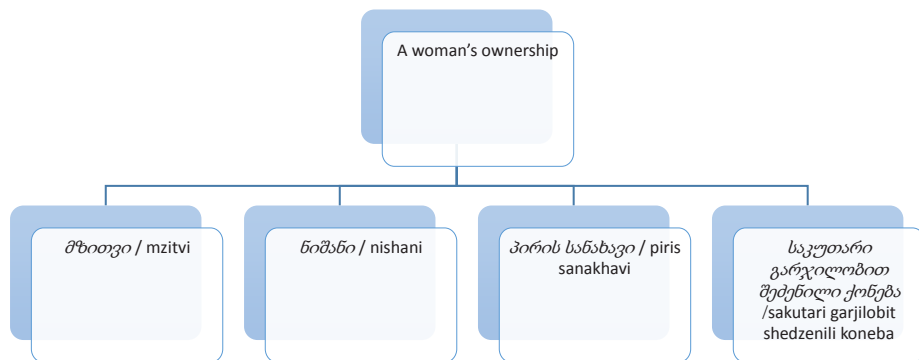 A woman’s ownership
მზითვი / mzitvi
ნიშანი / nishani
პირის სანახავი / piris
sanakhavi
საკუთარი
გარჯილობით
შეძენილი ქონება
/sakutari garjilobit
shedzenili koneba